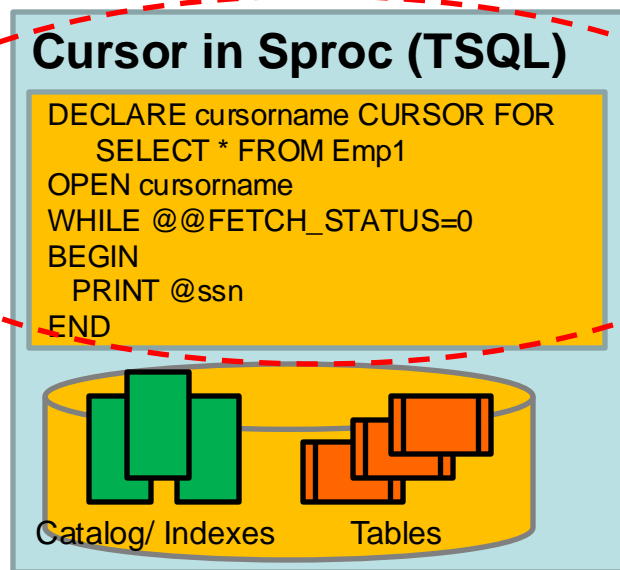 Cursor in Sproc (TSQL)
DECLARE cursorname CURSOR FOR
SELECT * FROM Emp1
OPEN cursorname
WHILE @@FETCH_STATUS=0
BEGIN
PRINT @ssn
END
Catalog/ Indexes
Tables